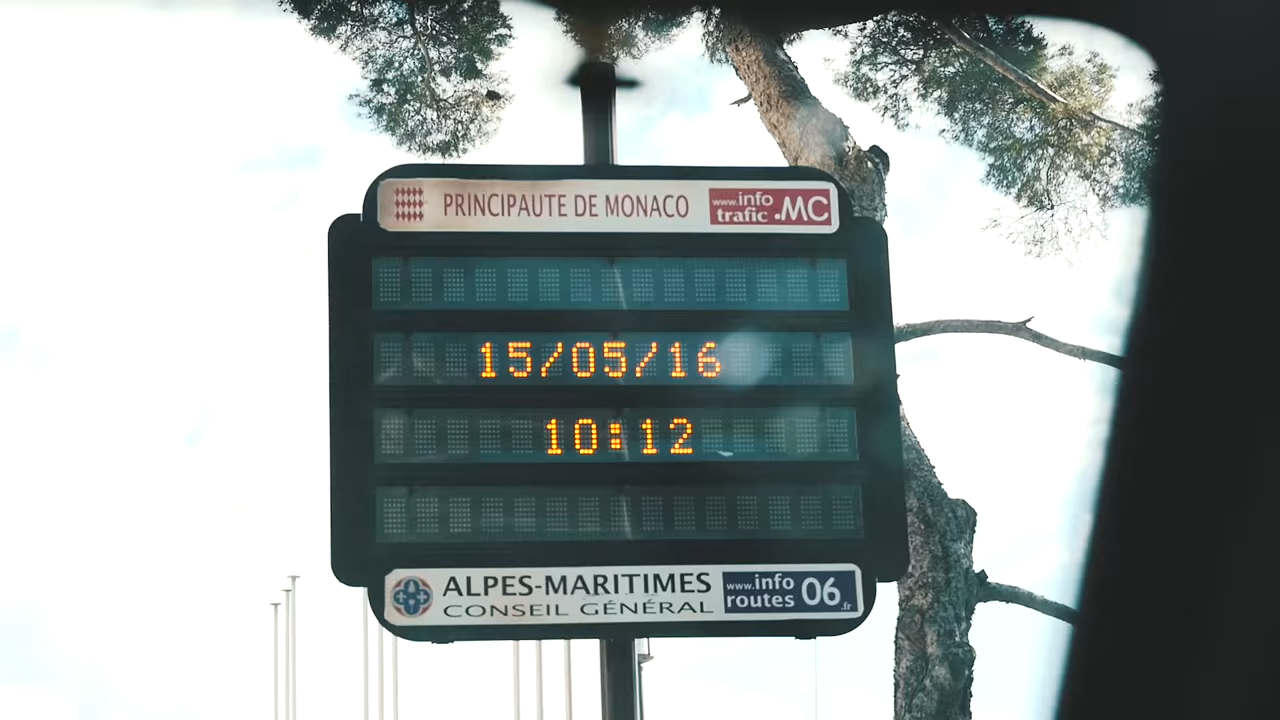 PRINCIPAUTE DE MONACO
www.info
trafic .MC
15/05/16
10:12
ALPES-MARITIMES
CONSEIL GÉNÉRAL
www.info
routes 06.fr